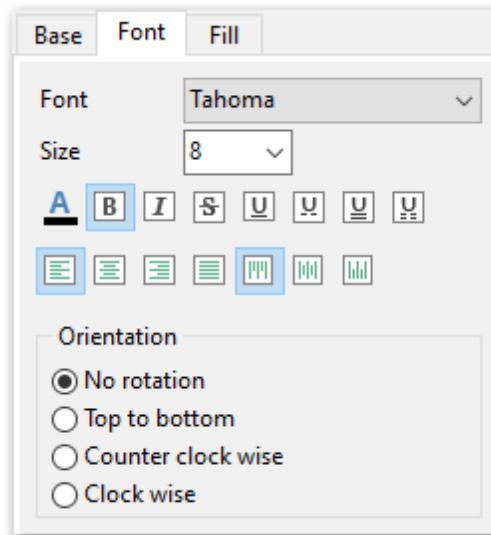 Base Font Fill
Font Tahoma
Size 8
A B I S U U U U
Orientation
No rotation
Top to bottom
Counter clock wise
Clock wise